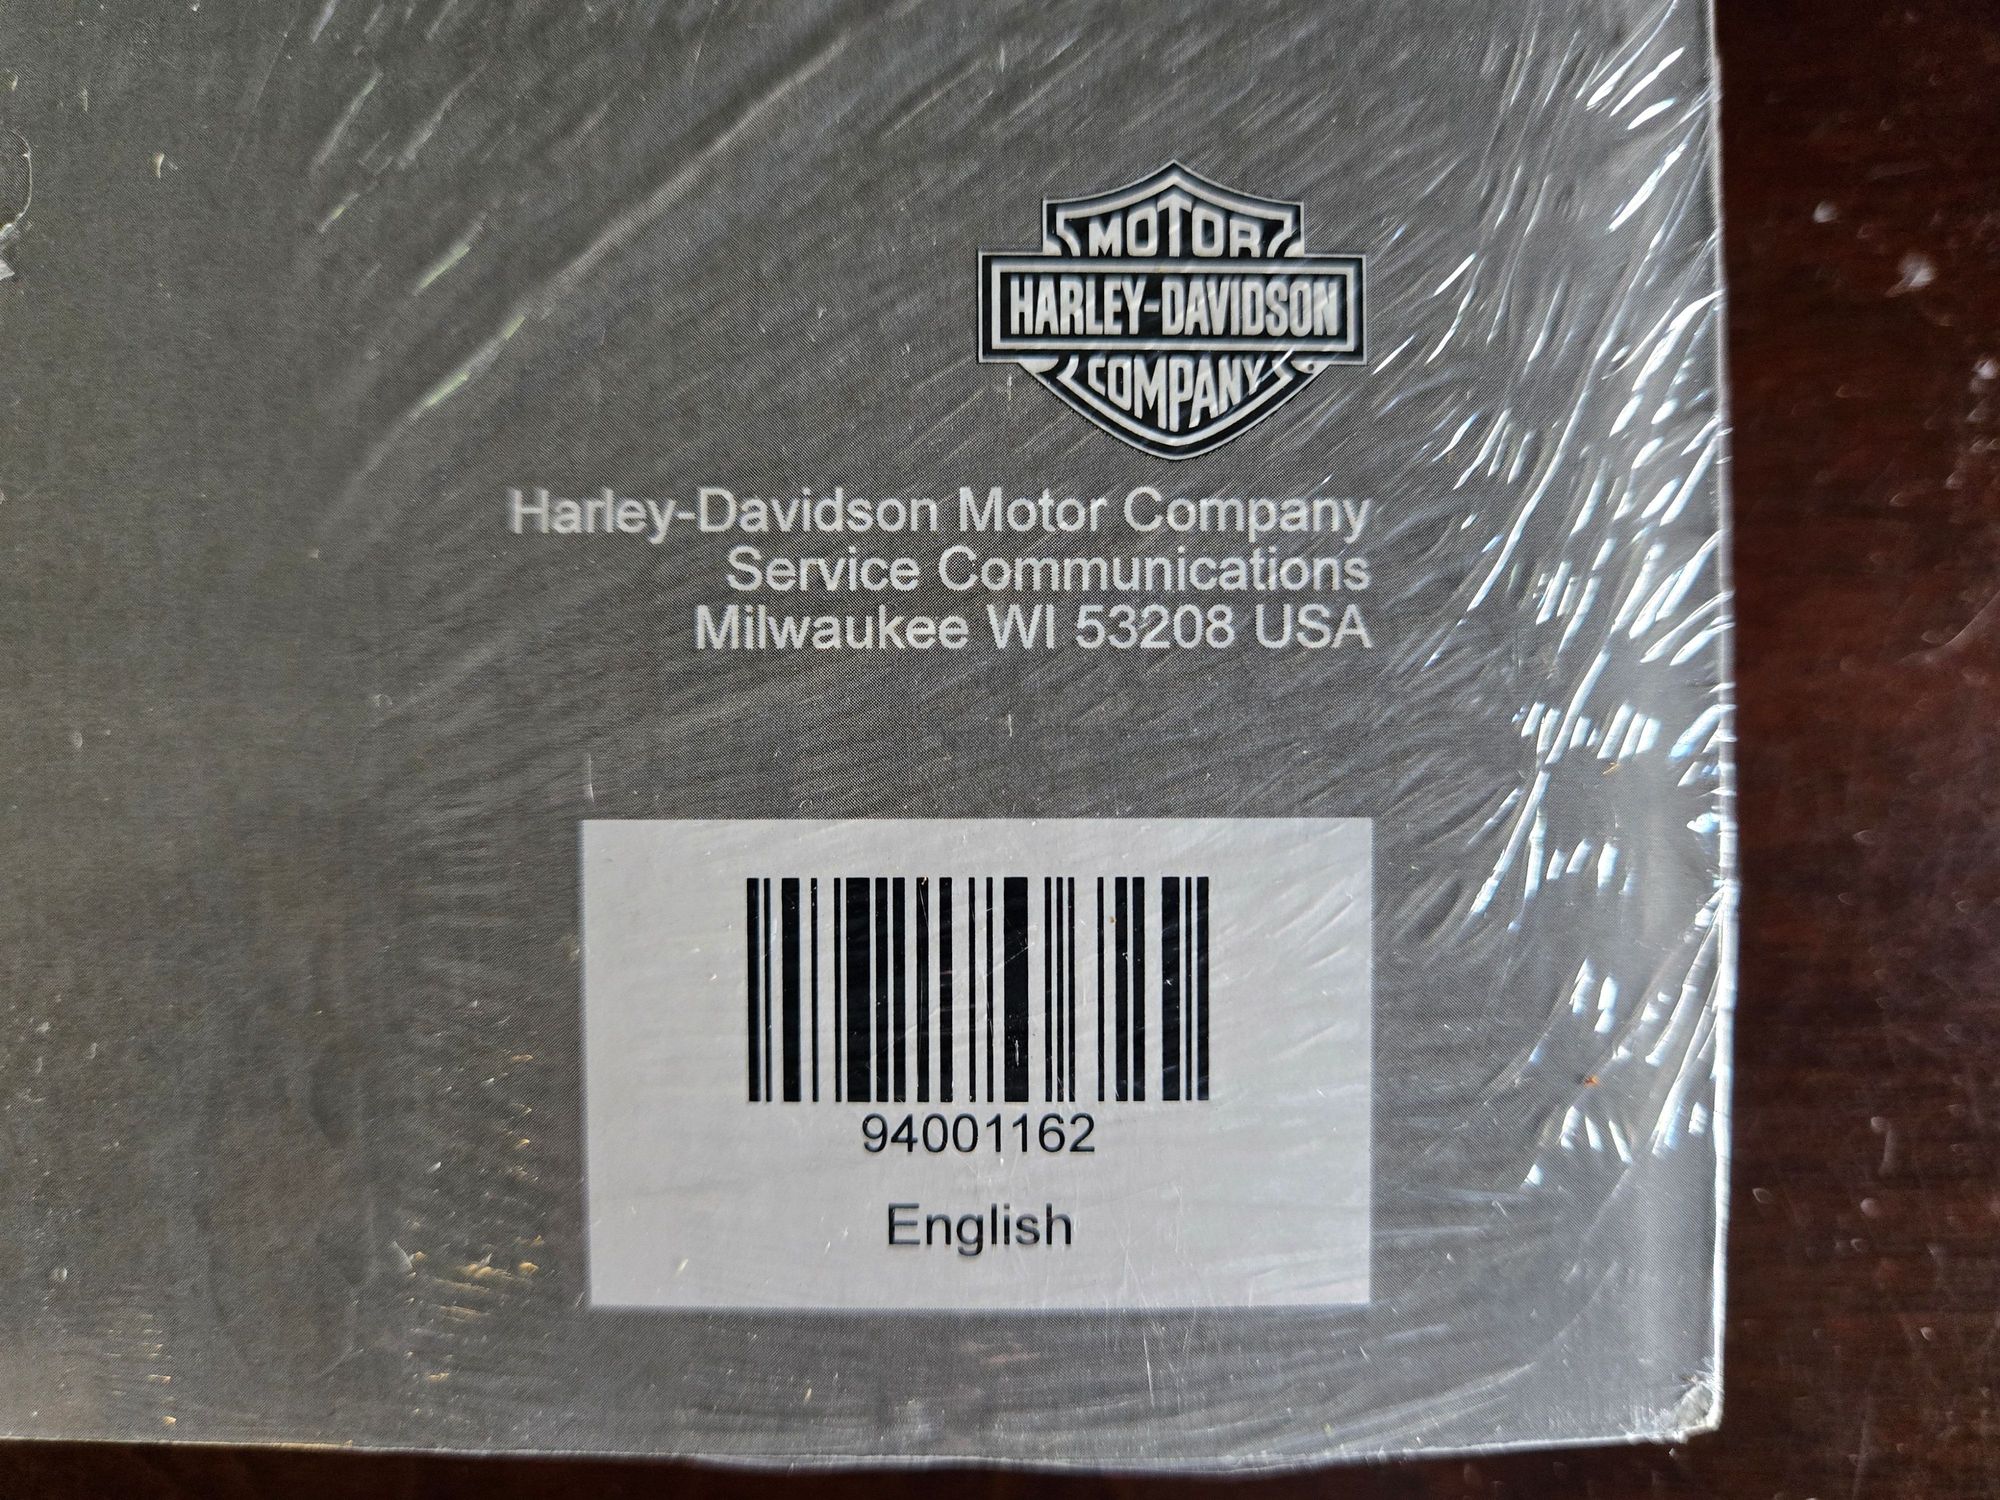 MOTOR
HARLEY-DAVIDSON
COMPANY
Harley-Davidson Motor Company
Service Communications
Milwaukee WI 53208 USA
94001162
English